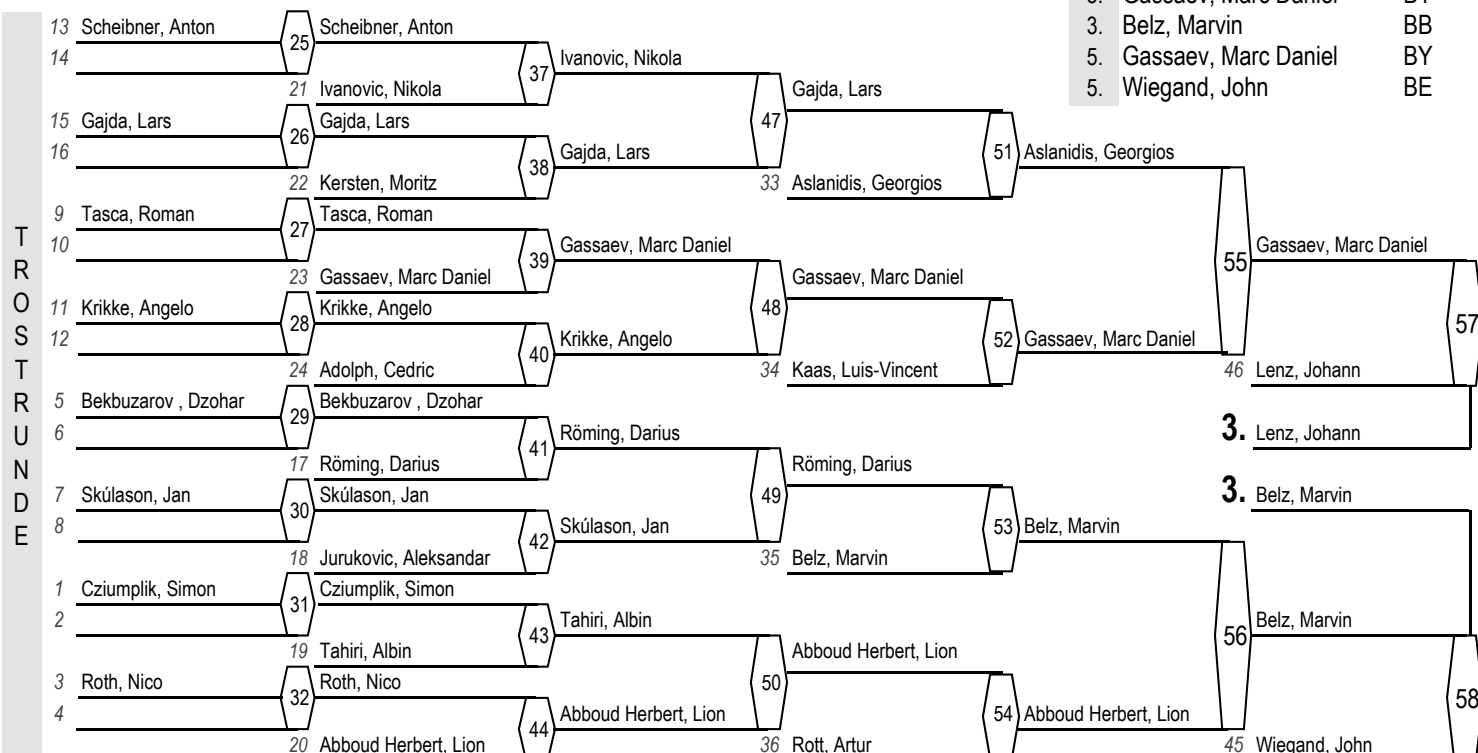 3. Belz, Marvin BB
5. Gassaev, Marc Daniel BY
5. Wiegand, John BE
TROSTRUNDE
13 Scheibner, Anton
14
15 Gajda, Lars
16
9 Tasca, Roman
10
11 Krikke, Angelo
12
5 Bekbuzarov , Dzohar
6
7 Skúlason, Jan
8
1 Cziumplik, Simon
2
3 Roth, Nico
4
25 Scheibner, Anton
21 Ivanovic, Nikola
26 Gajda, Lars
22 Kersten, Moritz
27 Tasca, Roman
23 Gassaev, Marc Daniel
28 Krikke, Angelo
24 Adolph, Cedric
29 Bekbuzarov , Dzohar
17 Röming, Darius
30 Skúlason, Jan
18 Jurukovic, Aleksandar
31 Cziumplik, Simon
19 Tahiri, Albin
32 Roth, Nico
20 Abboud Herbert, Lion
37 Ivanovic, Nikola
38 Gajda, Lars
39 Gassaev, Marc Daniel
40 Krikke, Angelo
41 Röming, Darius
42 Skúlason, Jan
43 Tahiri, Albin
44 Abboud Herbert, Lion
47 Gajda, Lars
33 Aslanidis, Georgios
48 Gassaev, Marc Daniel
34 Kaas, Luis-Vincent
49 Röming, Darius
35 Belz, Marvin
50 Abboud Herbert, Lion
36 Rott, Artur
51 Aslanidis, Georgios
52 Gassaev, Marc Daniel
53 Belz, Marvin
54 Abboud Herbert, Lion
55 Gassaev, Marc Daniel
46 Lenz, Johann
57
3. Lenz, Johann
3. Belz, Marvin
56 Belz, Marvin
45 Wiegand, John
58